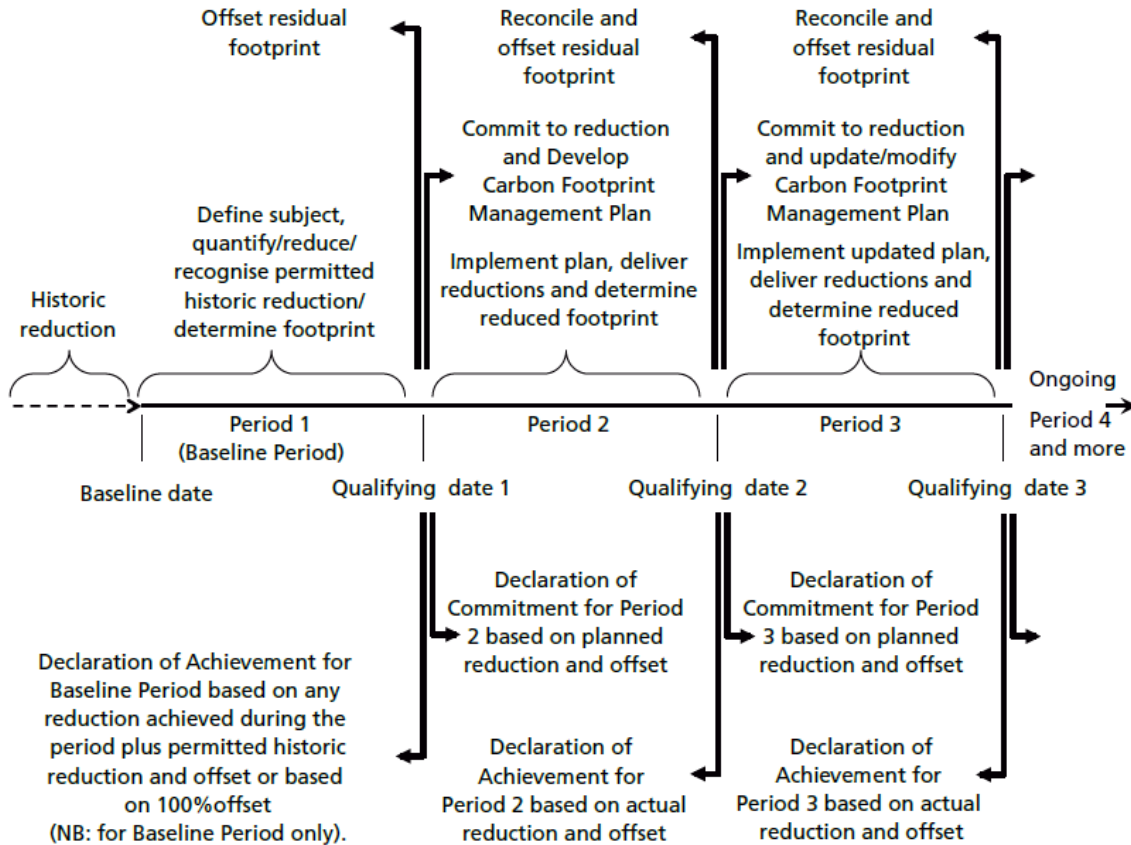 Offset residual
footprint
Reconcile and
offset residual
footprint
Reconcile and
offset residual
footprint
Commit to reduction
and Develop
Carbon Footprint
Management Plan
Commit to reduction
and update/modify
Carbon Footprint
Management Plan
Define subject,
quantify/reduce/
recognise permitted
historic reduction/
determine footprint
Implement plan, deliver
reductions and determine
reduced footprint
Implement updated plan,
deliver reductions and
determine reduced
footprint
Historic
reduction
Ongoing
Period 1
(Baseline Period)
Period 2
Period 3
Period 4
and more
Baseline date
Qualifying date 1
Qualifying date 2
Qualifying date 3
Declaration of
Commitment for Period
2 based on planned
reduction and offset
Declaration of
Commitment for Period
3 based on planned
reduction and offset
Declaration of Achievement for
Baseline Period based on any
reduction achieved during the
period plus permitted historic
reduction and offset or based
on 100%offset
(NB: for Baseline Period only).
Declaration of
Achievement for
Period 2 based on actual
reduction and offset
Declaration of
Achievement for
Period 3 based on actual
reduction and offset